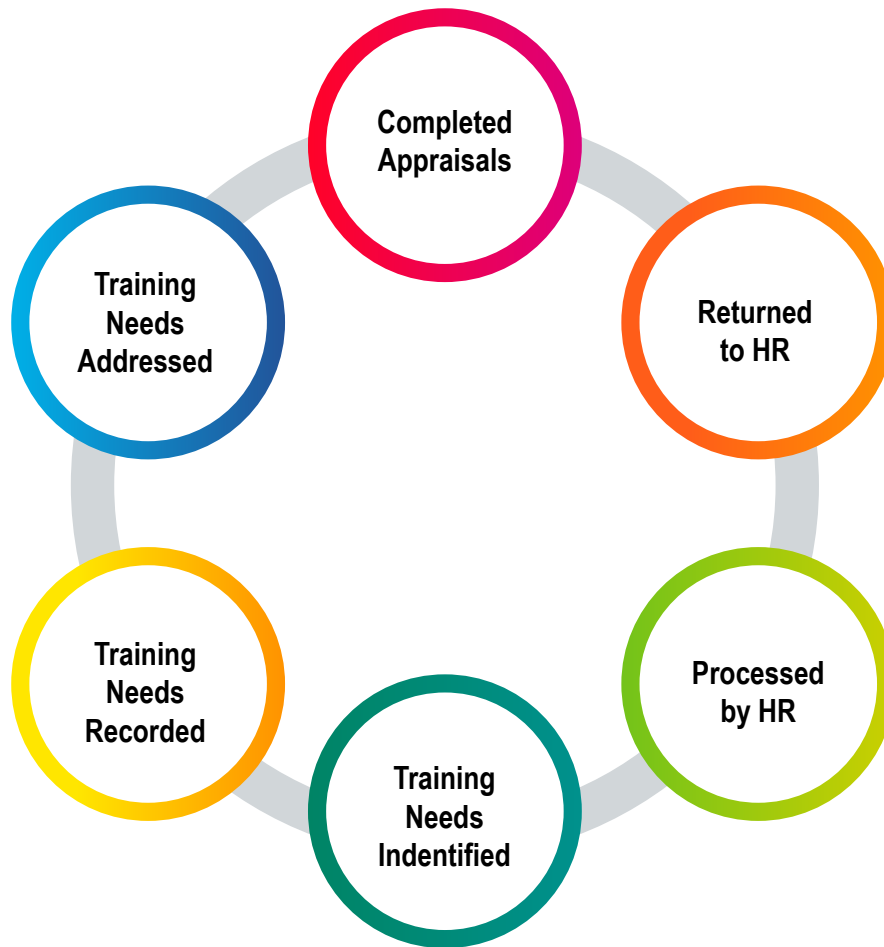 Completed
Appraisals
Returned
to HR
Processed
by HR
Training
Needs
Indentified
Training
Needs
Recorded
Training
Needs
Addressed